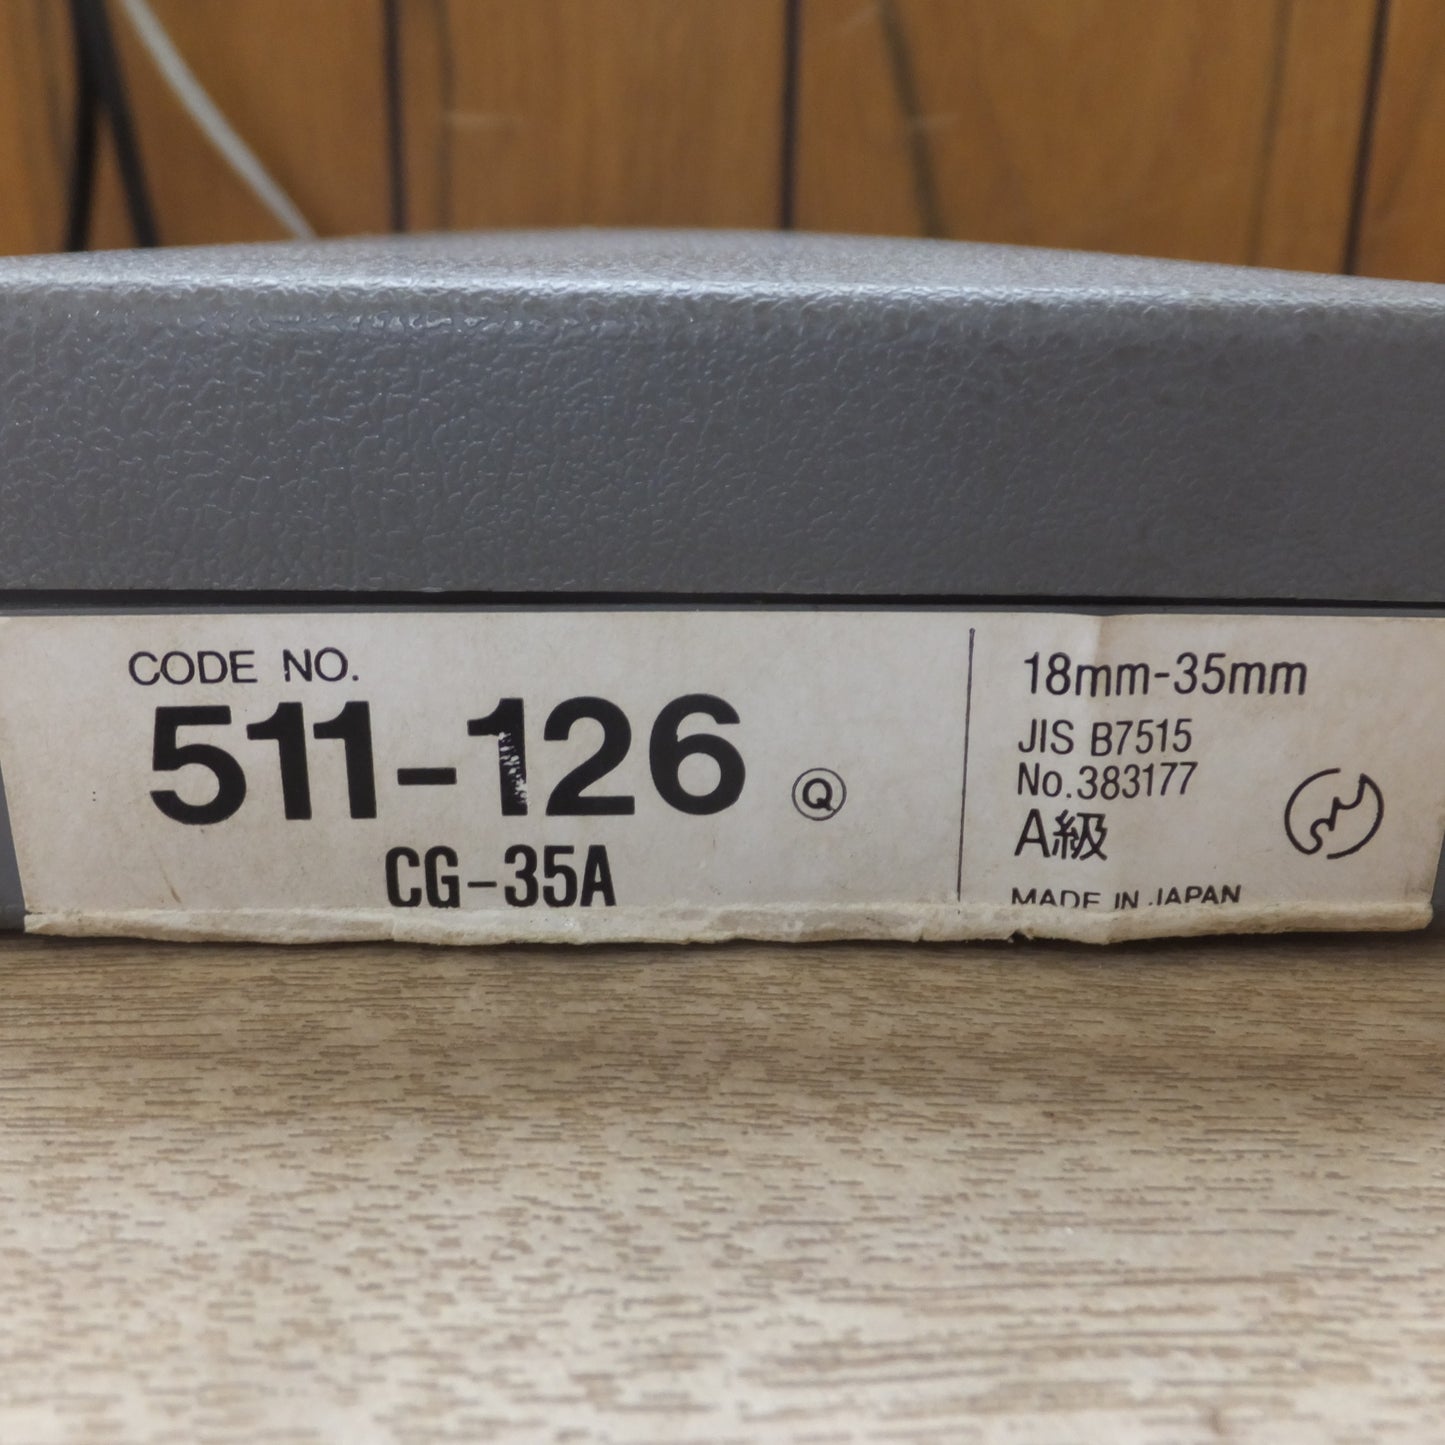 CODE NO.
511-126 Q
CG-35A
18mm-35mm
JIS B7515
No.383177
A級
MADE IN JAPAN